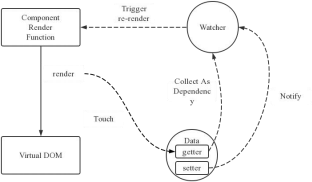 Component
Render
Function
Trigger
re-render
Watcher
render
Collect As
Dependenc
y
Notify
Touch
Data
getter
setter
Virtual DOM